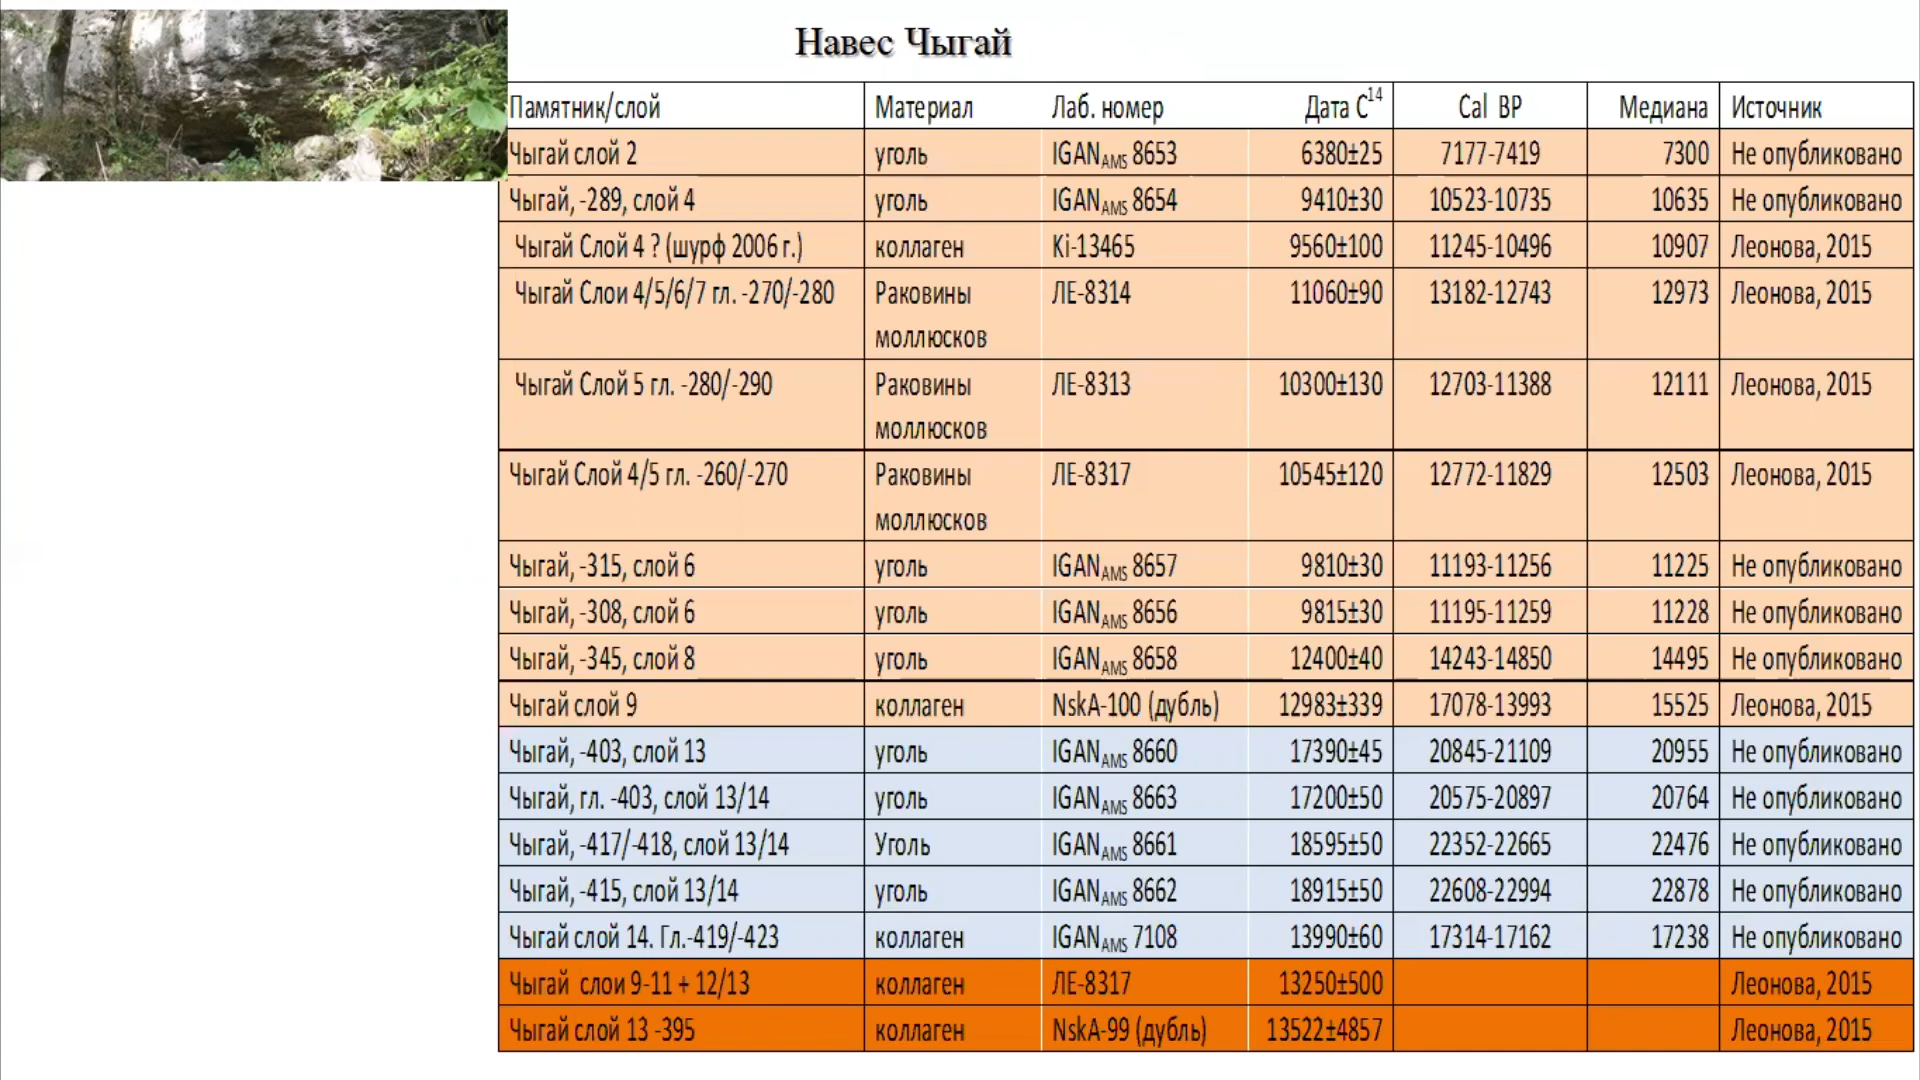 Навес Чыгай
Памятник/слой Материал Лаб. номер Дата C14 Cal BP Медиана Источник
Чыгай слой 2 уголь IGANAMS 8653 6380±25 7177-7419 7300 Не опубликовано
Чыгай, -289, слой 4 уголь IGANAMS 8654 9410±30 10523-10735 10635 Не опубликовано
Чыгай Слой 4 ? (шурф 2006 г.) коллаген Ki-13465 9560±100 11245-10496 10907 Леонова, 2015
Чыгай Слои 4/5/6/7 гл. -270/-280 Раковины ЛЕ-8314 11060±90 13182-12743 12973 Леонова, 2015
моллюсков
Чыгай Слой 5 гл. -280/-290 Раковины ЛЕ-8313 10300±130 12703-11388 12111 Леонова, 2015
моллюсков
Чыгай Слой 4/5 гл. -260/-270 Раковины ЛЕ-8317 10545±120 12772-11829 12503 Леонова, 2015
моллюсков
Чыгай, -315, слой 6 уголь IGANAMS 8657 9810±30 11193-11256 11225 Не опубликовано
Чыгай, -308, слой 6 уголь IGANAMS 8656 9815±30 11195-11259 11228 Не опубликовано
Чыгай, -345, слой 8 уголь IGANAMS 8658 12400±40 14243-14850 14495 Не опубликовано
Чыгай слой 9 коллаген NskA-100 (дубль) 12983±339 17078-13993 15525 Леонова, 2015
Чыгай, -403, слой 13 уголь IGANAMS 8660 17390±45 20845-21109 20955 Не опубликовано
Чыгай, гл. -403, слой 13/14 уголь IGANAMS 8663 17200±50 20575-20897 20764 Не опубликовано
Чыгай, -417/-418, слой 13/14 Уголь IGANAMS 8661 18595±50 22352-22665 22476 Не опубликовано
Чыгай, -415, слой 13/14 уголь IGANAMS 8662 18915±50 22608-22994 22878 Не опубликовано
Чыгай слой 14. Гл.-419/-423 коллаген IGANAMS 7108 13990±60 17314-17162 17238 Не опубликовано
Чыгай слои 9-11 + 12/13 коллаген ЛЕ-8317 13250±500 Леонова, 2015
Чыгай слой 13 -395 коллаген NskA-99 (дубль) 13522±4857 Леонова, 2015